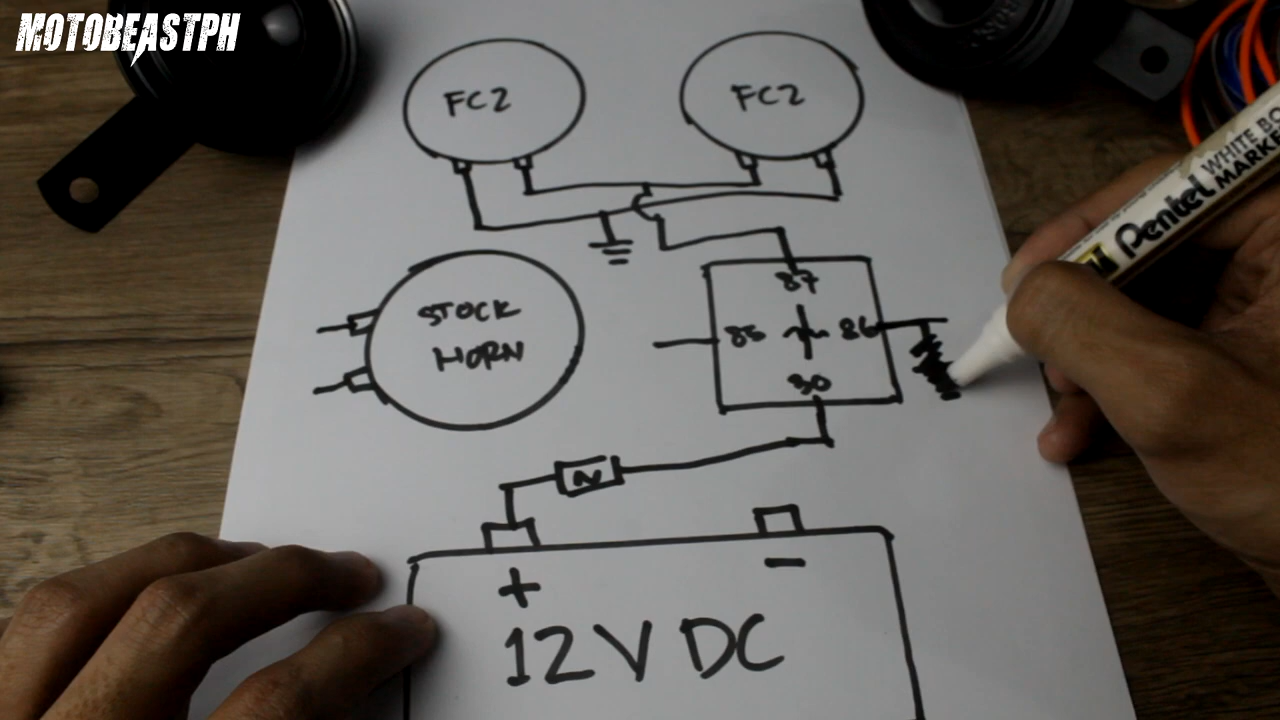 MOTOBEASTPH
FC2
FC2
STOCK
HORN
87
85
86
30
+
-
12V DC
Pentel
WHITE BO
MARKE